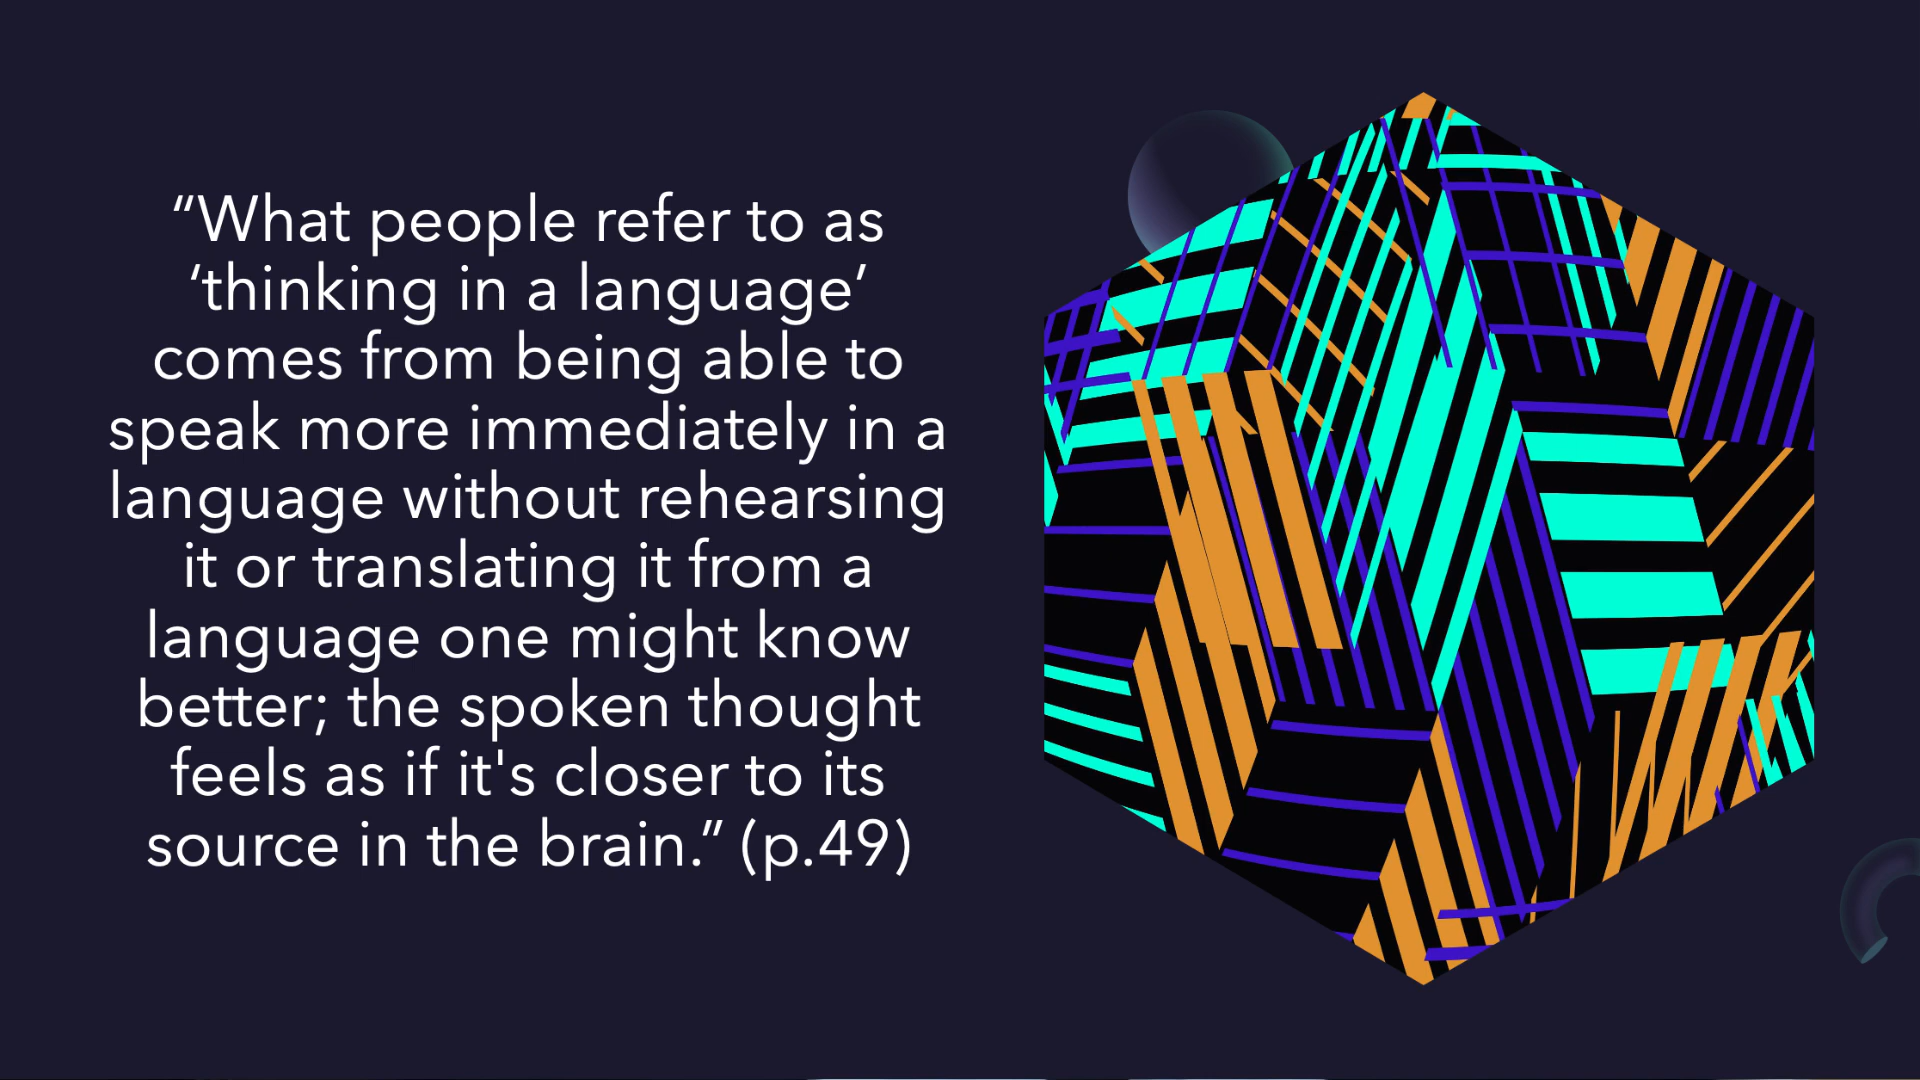 “What people refer to as
‘thinking in a language’
comes from being able to
speak more immediately in a
language without rehearsing
it or translating it from a
language one might know
better; the spoken thought
feels as if it's closer to its
source in the brain.” (p.49)